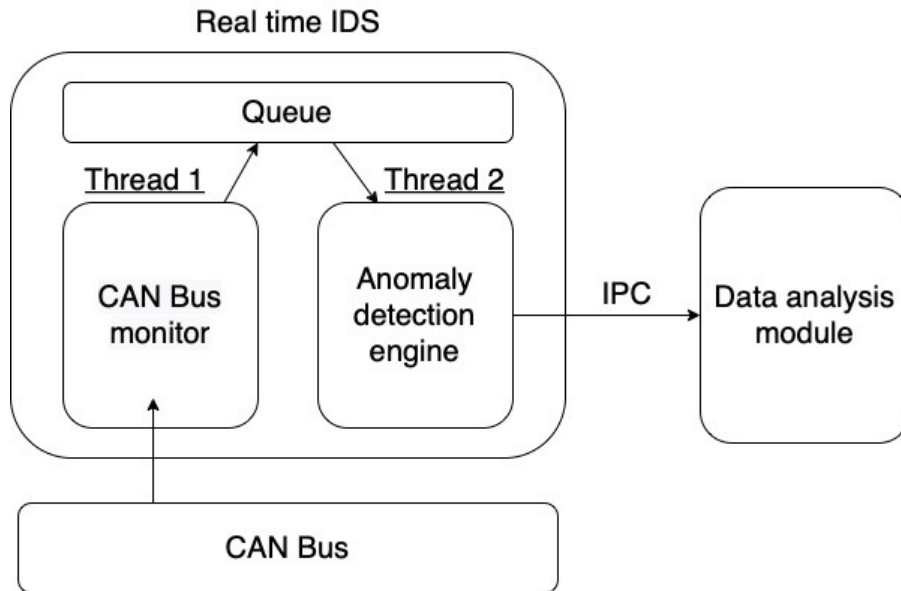 Real time IDS
Queue
Thread 1
Thread 2
CAN Bus
monitor
Anomaly
detection
engine
IPC
Data analysis
module
CAN Bus